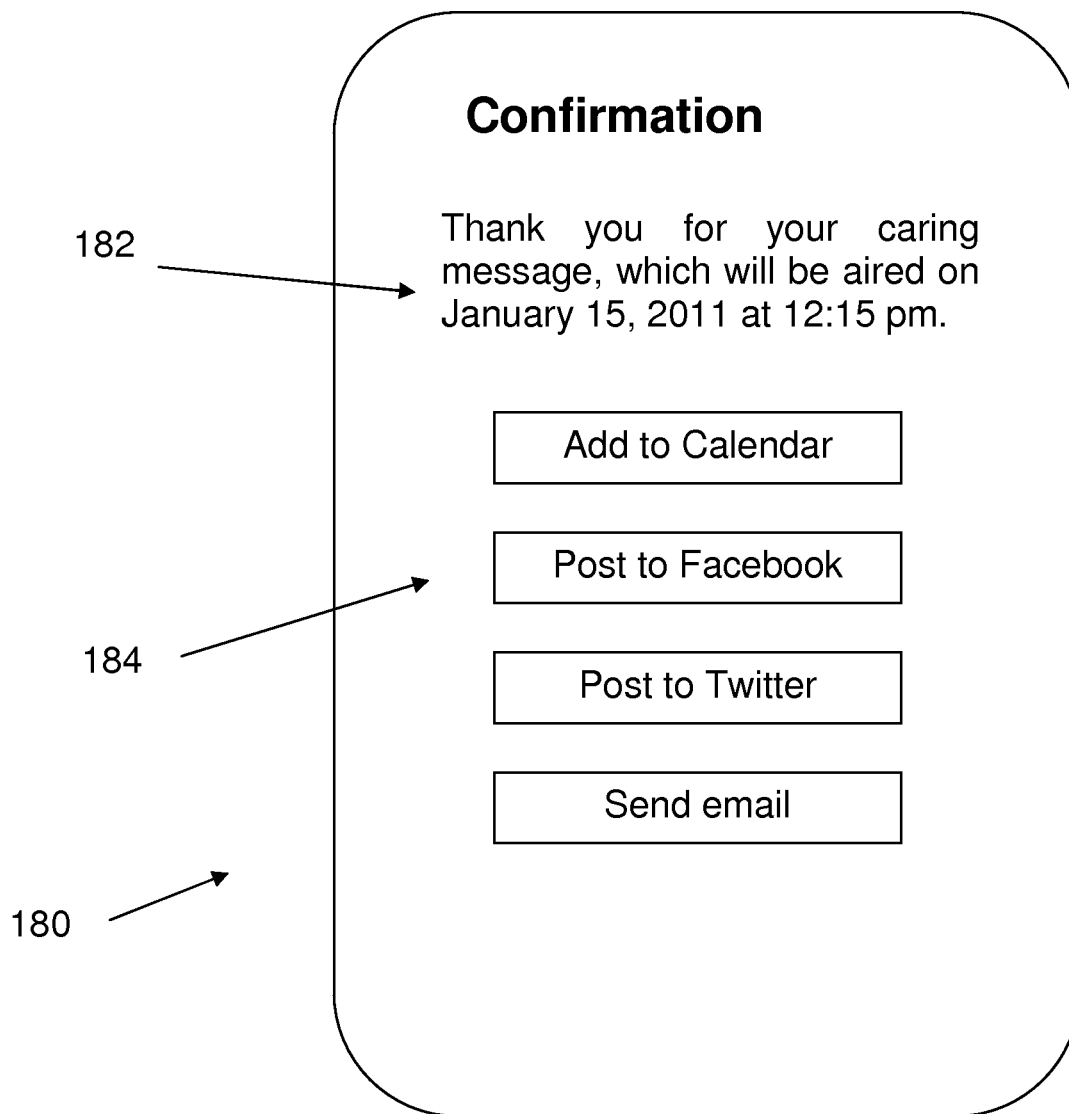 Confirmation
182
Thank you for your caring
message, which will be aired on
January 15, 2011 at 12:15 pm.
Add to Calendar
Post to Facebook
184
Post to Twitter
Send email
180